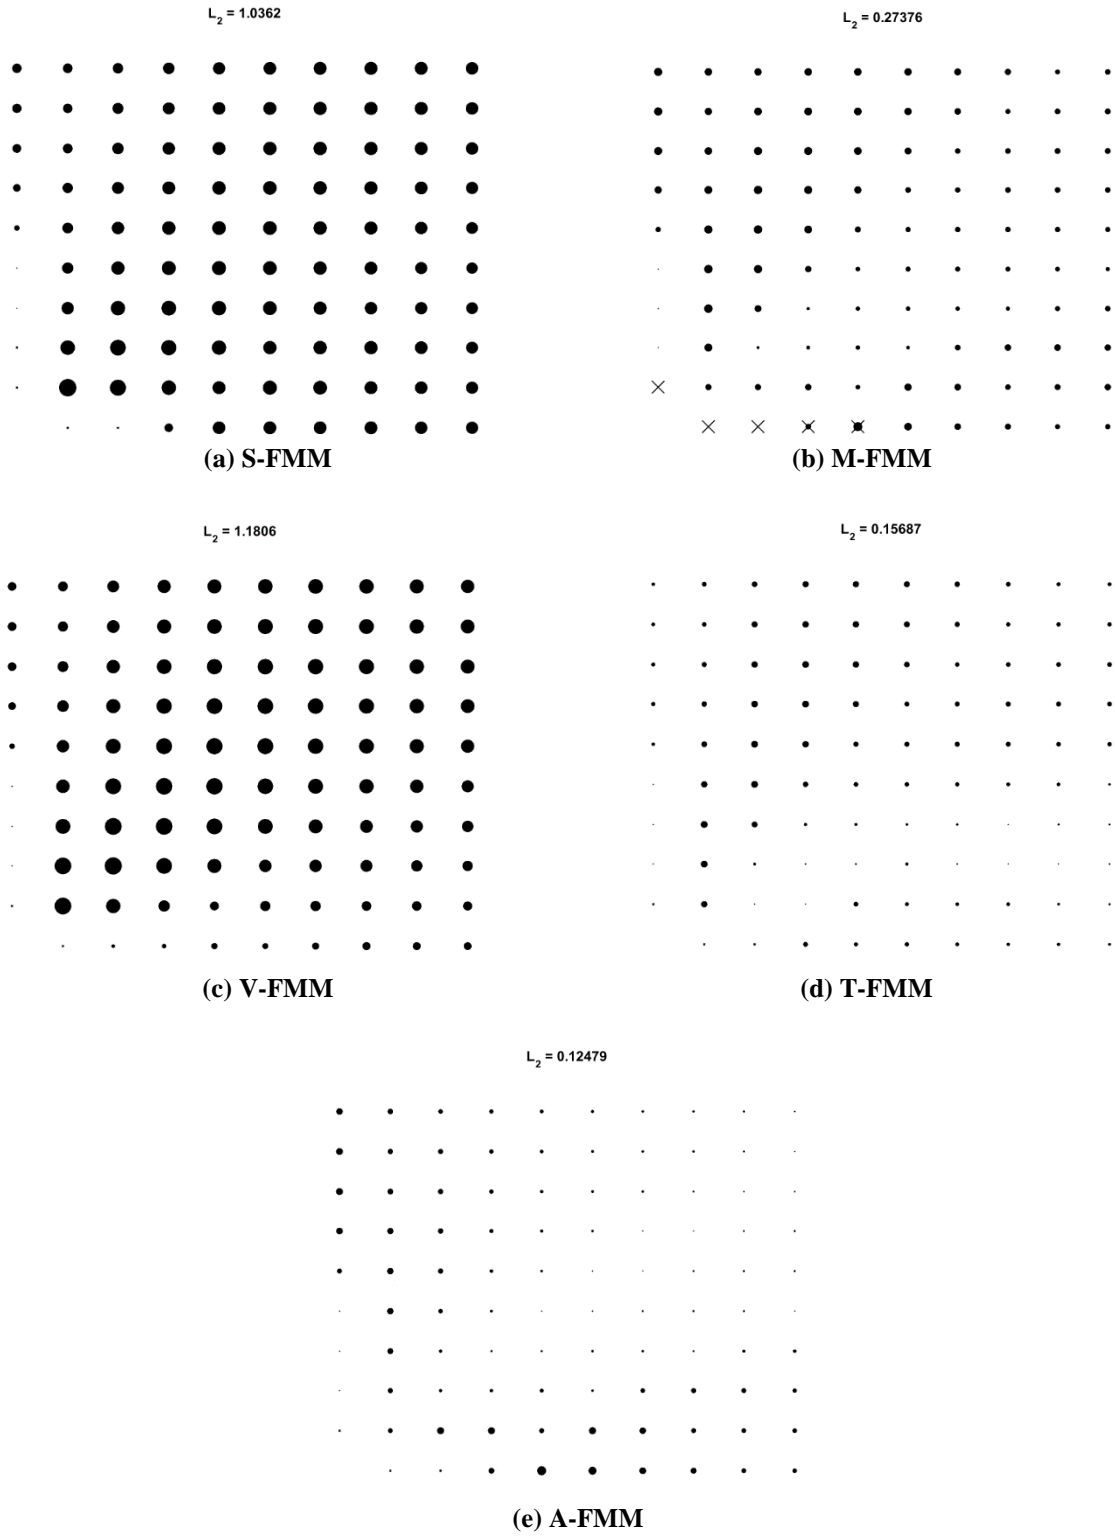 L2 = 1.0362
L2 = 0.27376
(a) S-FMM
(b) M-FMM
L2 = 1.1806
L2 = 0.15687
(c) V-FMM
(d) T-FMM
L2 = 0.12479
(e) A-FMM